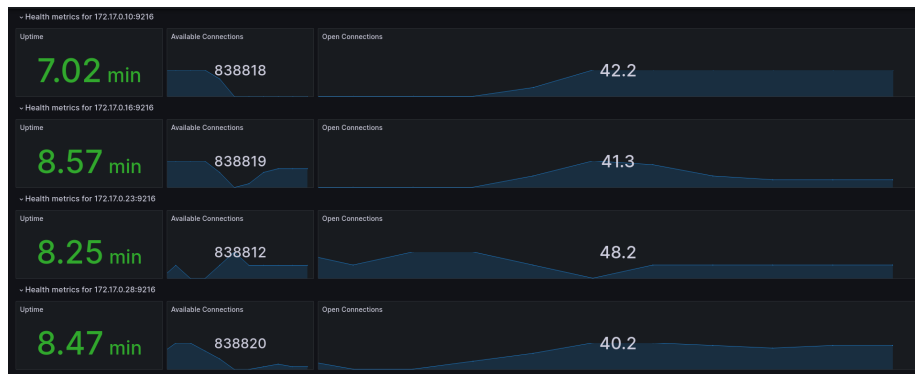 Health metrics for 172.17.0.10:9216
Uptime Available Connections Open Connections
7.02 min 838818 42.2
Health metrics for 172.17.0.16:9216
Uptime Available Connections Open Connections
8.57 min 838819 41.3
Health metrics for 172.17.0.23:9216
Uptime Available Connections Open Connections
8.25 min 838812 48.2
Health metrics for 172.17.0.28:9216
Uptime Available Connections Open Connections
8.47 min 838820 40.2